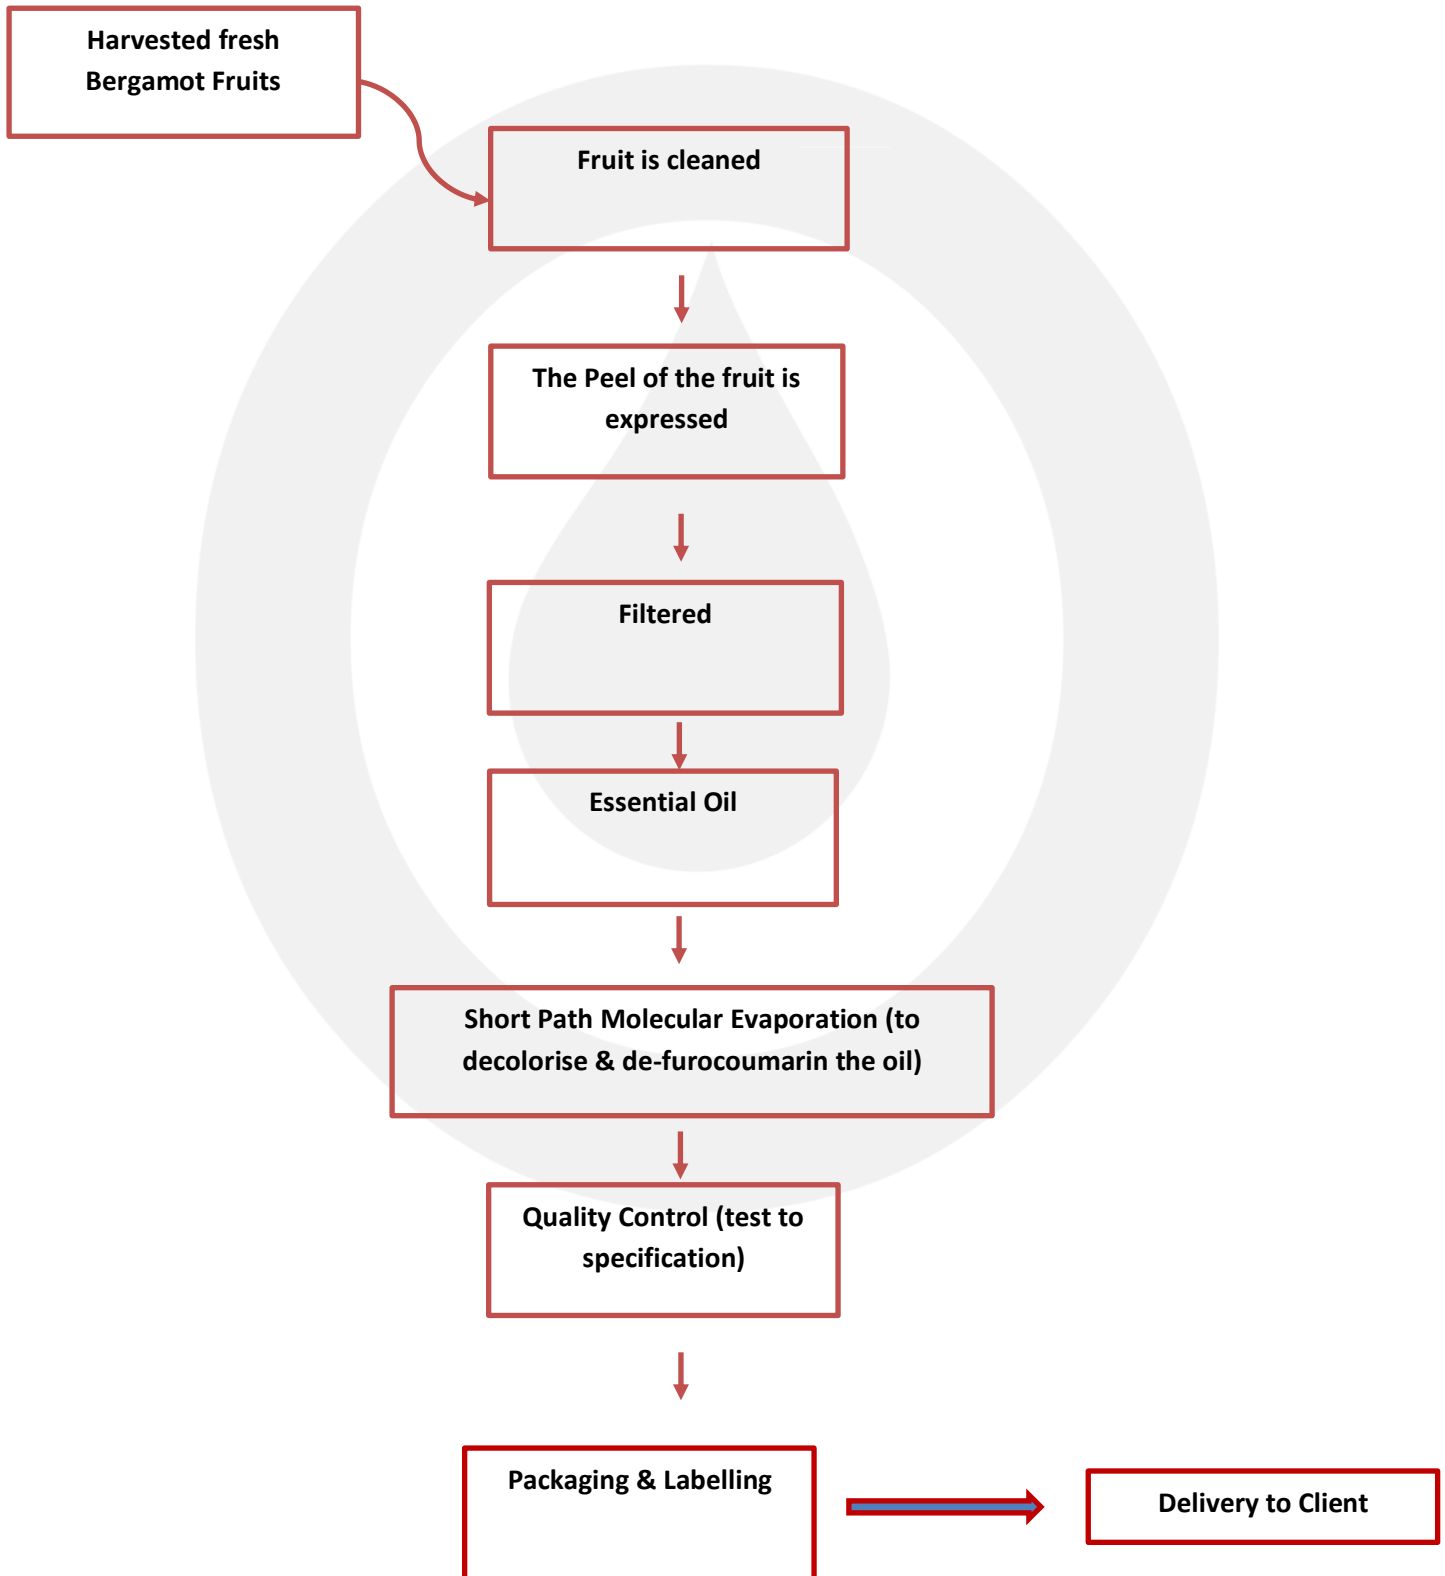 Harvested fresh
Bergamot Fruits
Fruit is cleaned
The Peel of the fruit is
expressed
Filtered
Essential Oil
Short Path Molecular Evaporation (to
decolorise & de-furocoumarin the oil)
Quality Control (test to
specification)
Packaging & Labelling
Delivery to Client